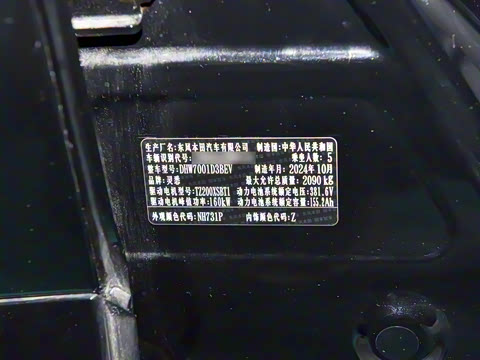 生产厂名:东风本田汽车有限公司 制造国:中华人民共和国
车辆识别代号: 乘坐人数:5
整车型号:DHW7001D3BEV 制造年月:2024年10月
品牌:灵悉 最大允许总质量:2090kg
驱动电机型号:TZ200XSBT1 动力电池系统额定电压:381.6V
驱动电机峰值功率:160kW 动力电池系统额定容量:155.2Ah
外观颜色代码:NH731P 内饰颜色代码:Z